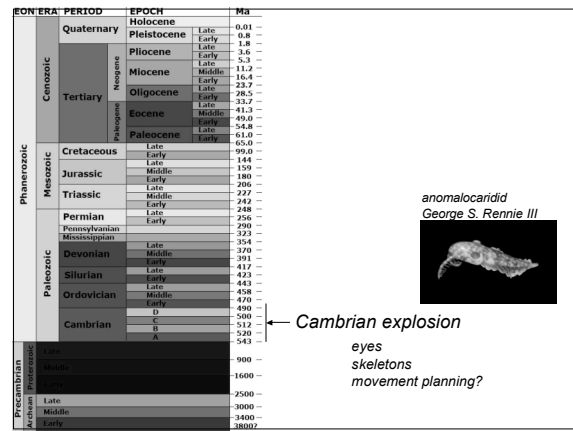 EON ERA PERIOD EPOCH Ma
Phanerozoic
Cenozoic
Quaternary
Holocene
Pleistocene
Late
Early
Tertiary
Neogene
Pliocene
Late
Early
Miocene
Late
Middle
Early
Paleogene
Oligocene
Late
Early
Eocene
Late
Middle
Early
Paleocene
Late
Early
Mesozoic
Cretaceous
Late
Early
Jurassic
Late
Middle
Early
Triassic
Late
Middle
Early
Paleozoic
Permian
Late
Early
Pennsylvanian
Mississippian
Devonian
Late
Middle
Early
Silurian
Late
Early
Ordovician
Late
Middle
Early
Cambrian
D
C
B
A
Precambrian
Proterozoic
Late
Middle
Early
Archean
Late
Middle
Early
0.01
0.8
1.8
3.6
5.3
11.2
16.4
23.7
28.5
33.7
41.3
49.0
54.8
61.0
65.0
99.0
144
159
180
206
227
242
248
256
290
323
354
370
391
417
423
443
458
470
490
500
512
520
543
900
1600
2500
3000
3400
3800?
anomalocaridid
George S. Rennie III
Cambrian explosion
eyes
skeletons
movement planning?